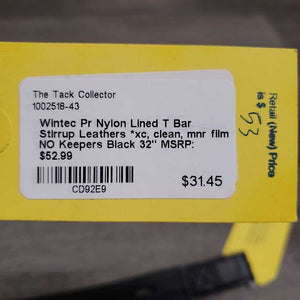 The Tack Collector
1002518-43
Wintec Pr Nylon Lined T Bar
Stirrup Leathers *xc, clean, mnr film
NO Keepers Black 32" MSRP:
$52.99
CD92E9
$31.45
Retail (New) Price
is $ 53